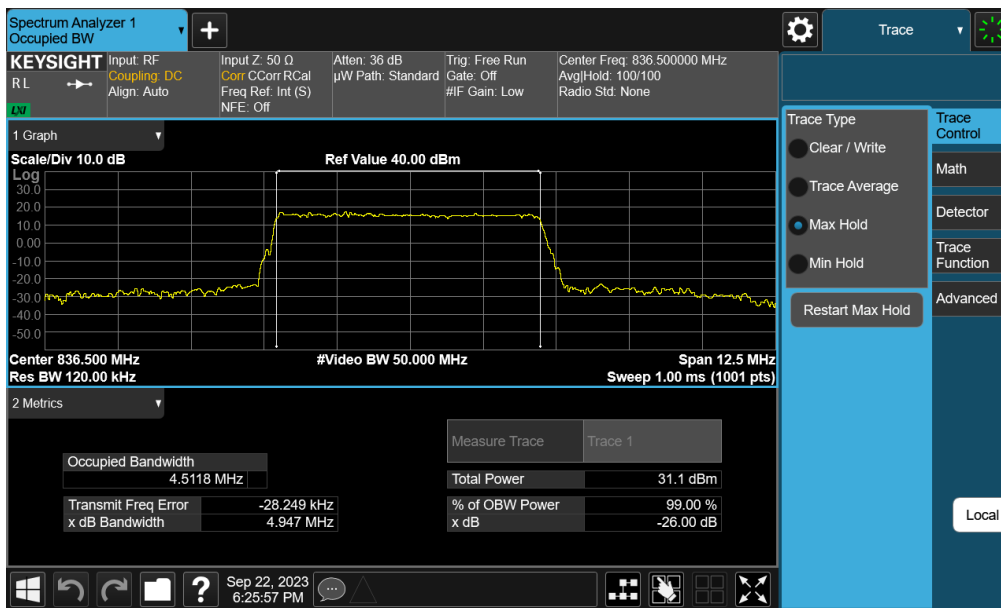 Spectrum Analyzer 1
Occupied BW
Trace
KEYSIGHT
R L
LXI
Input: RF
Coupling: DC
Align: Auto
Input Z: 50 Ω
Corr CCorr RCal
Freq Ref: Int (S)
NFE: Off
Atten: 36 dB
µW Path: Standard
Trig: Free Run
Gate: Off
#IF Gain: Low
Center Freq: 836.500000 MHz
Avg|Hold: 100/100
Radio Std: None
1 Graph
Scale/Div 10.0 dB
Ref Value 40.00 dBm
Log
30.0
20.0
10.0
0.00
-10.0
-20.0
-30.0
-40.0
-50.0
Center 836.500 MHz
#Video BW 50.000 MHz
Span 12.5 MHz
Res BW 120.00 kHz
Sweep 1.00 ms (1001 pts)
2 Metrics
Measure Trace
Trace 1
Occupied Bandwidth
4.5118 MHz
Total Power
31.1 dBm
Transmit Freq Error
-28.249 kHz
% of OBW Power
99.00 %
x dB Bandwidth
4.947 MHz
x dB
-26.00 dB
Trace Type
Clear / Write
Trace Average
Max Hold
Min Hold
Restart Max Hold
Trace
Control
Math
Detector
Trace
Function
Advanced
Local
?
Sep 22, 2023
6:25:57 PM